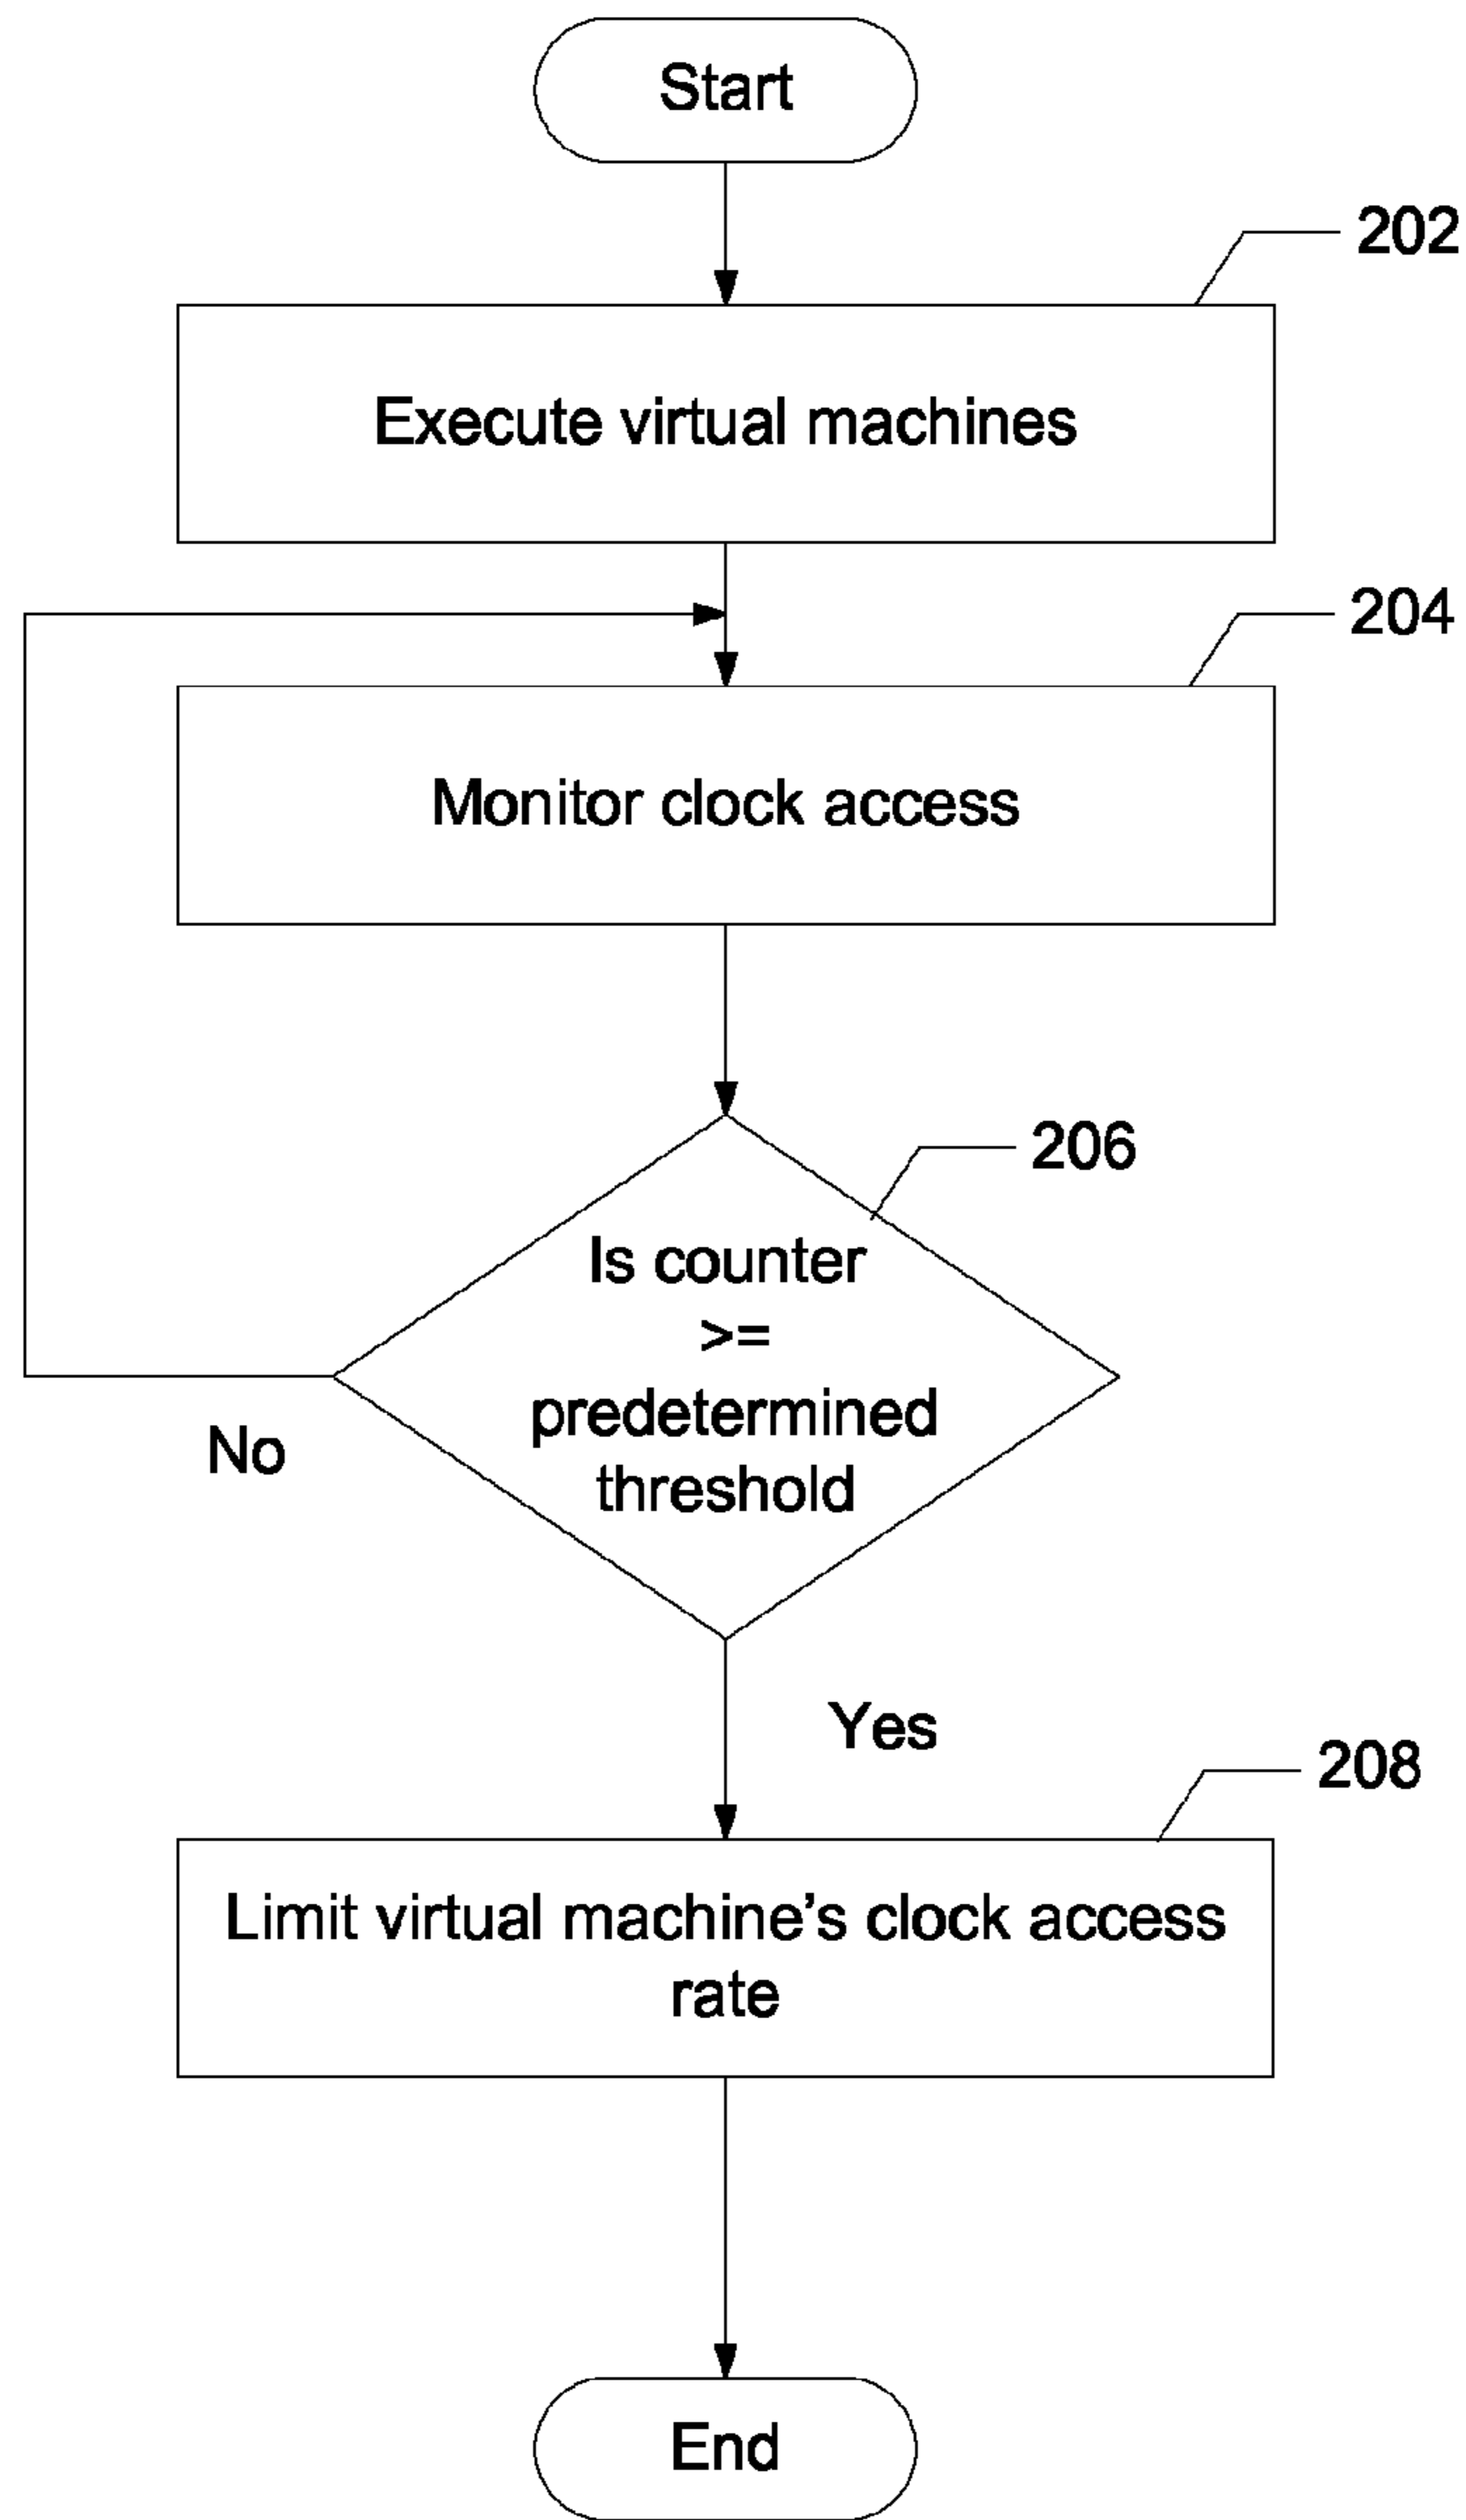 Start
202
Execute virtual machines
204
Monitor clock access
206
Is counter
>=
predetermined
threshold
No
Yes
208
Limit virtual machine's clock access
rate
End